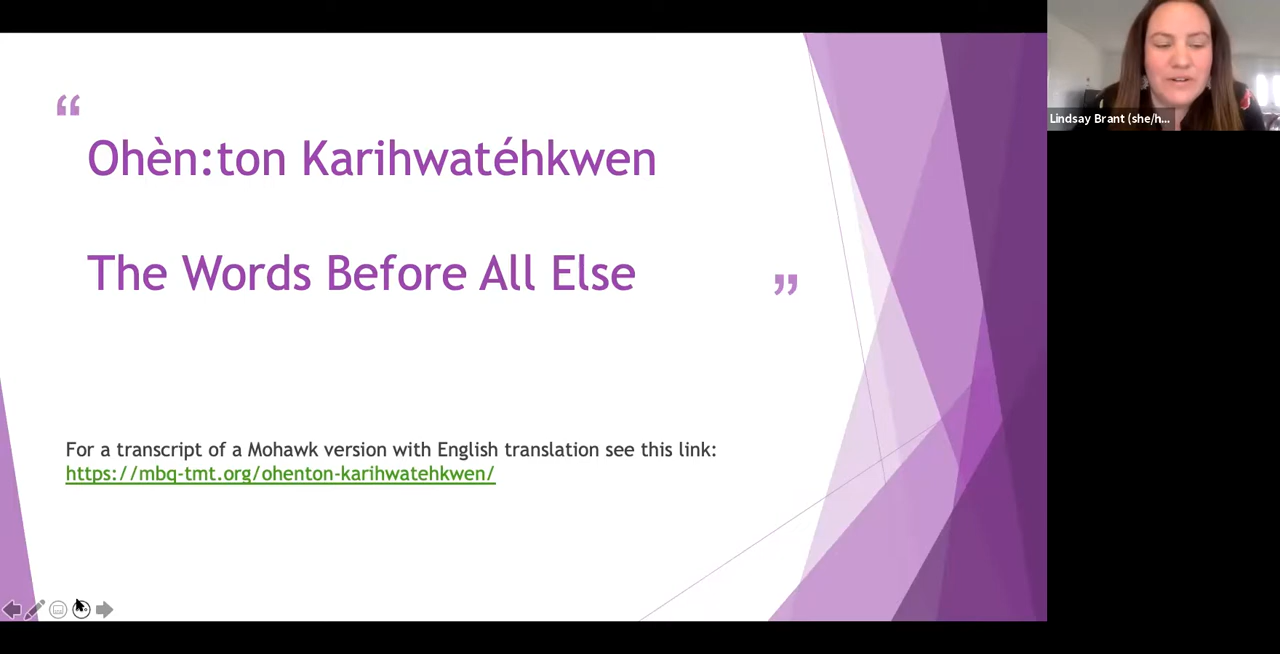 “
Ohèn:ton Karihwatéhkwen
The Words Before All Else
”
For a transcript of a Mohawk version with English translation see this link:
https://mbq-tmt.org/ohenton-karihwatehkwen/
Lindsay Brant (she/h...